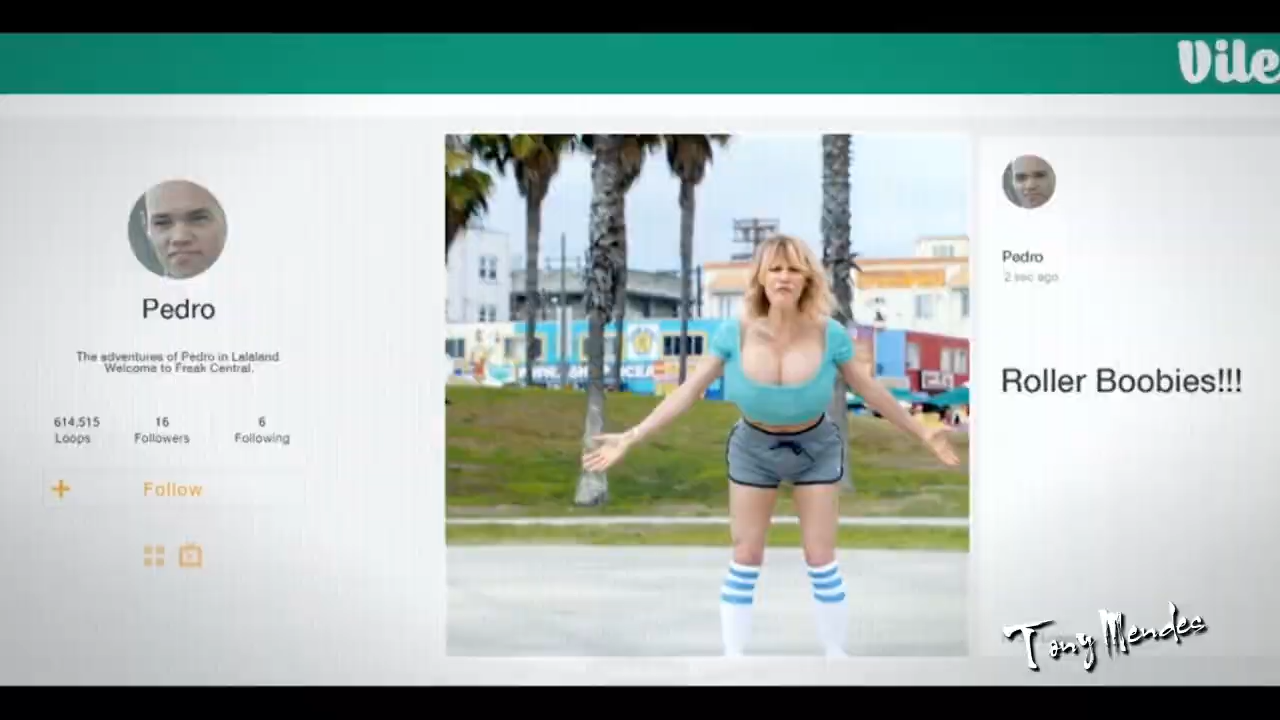 Vile
Pedro
The adventures of Pedro in Lalaland
Welcome to Freak Central.
614,515
Loops
16
Followers
6
Following
+ Follow
Pedro
2 sec ago
Roller Boobies!!!
Tony Mendes